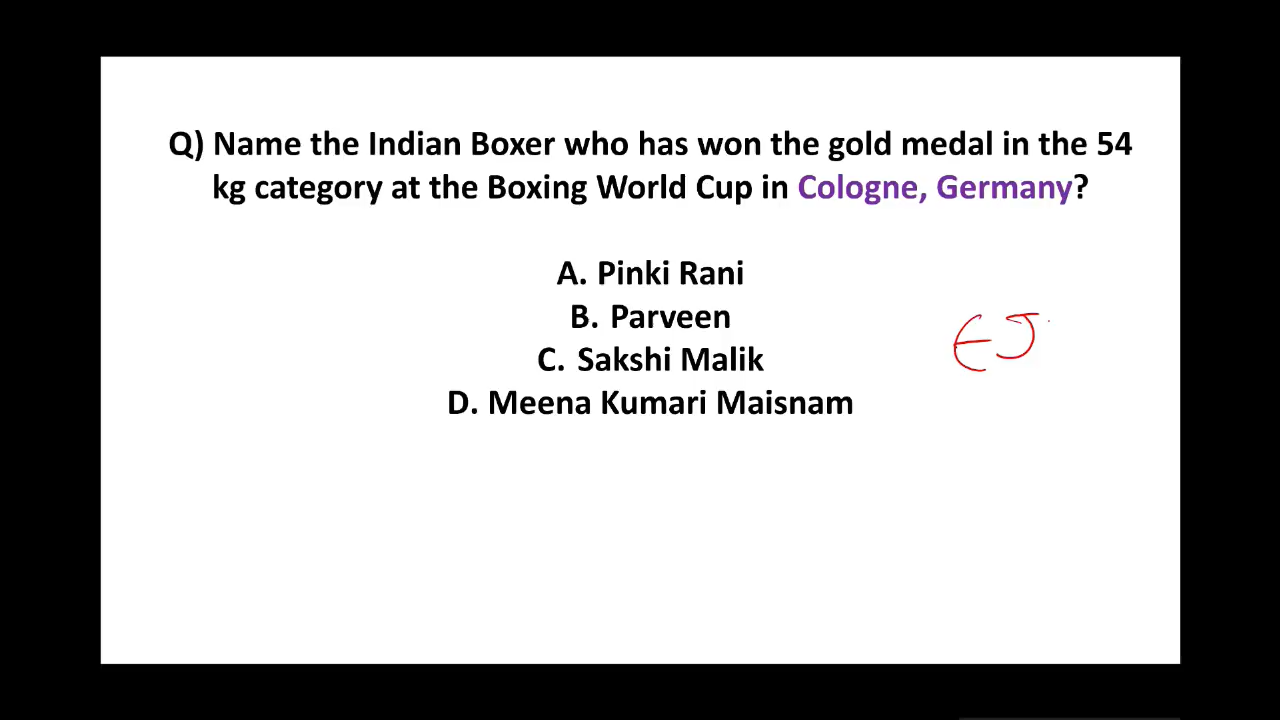 Q) Name the Indian Boxer who has won the gold medal in the 54
kg category at the Boxing World Cup in Cologne, Germany?
A. Pinki Rani
B. Parveen
C. Sakshi Malik
D. Meena Kumari Maisnam